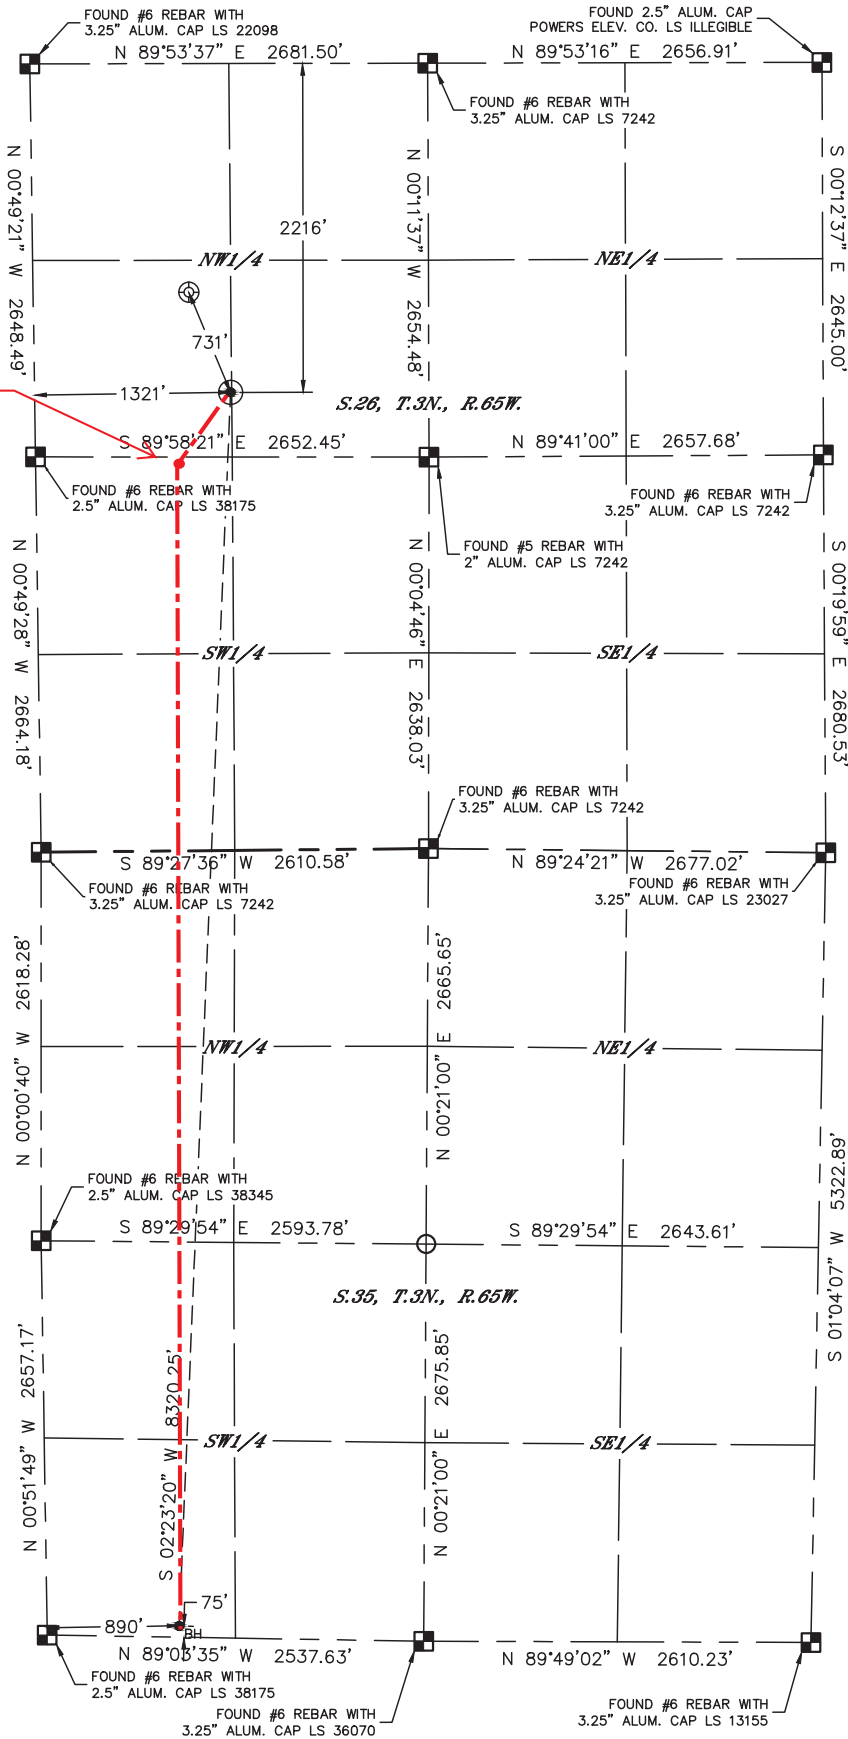 FOUND #6 REBAR WITH
3.25" ALUM. CAP LS 22098
FOUND 2.5" ALUM. CAP
POWERS ELEV. CO. LS ILLEGIBLE
N 89°53'37" E 2681.50'
N 89°53'16" E 2656.91'
FOUND #6 REBAR WITH
3.25" ALUM. CAP LS 7242
N 00°49'21" W 2648.49'
N 00°11'37" W 2654.48'
S 00°12'37" E 2645.00'
2216'
NW1/4
NE1/4
731'
1321'
S.26, T.3N., R.65W.
S 89°58'21" E 2652.45'
N 89°41'00" E 2657.68'
FOUND #6 REBAR WITH
2.5" ALUM. CAP LS 38175
FOUND #6 REBAR WITH
3.25" ALUM. CAP LS 7242
FOUND #5 REBAR WITH
2" ALUM. CAP LS 7242
N 00°49'28" W 2664.18'
N 00°04'46" E 2638.03'
S 00°19'59" E 2680.53'
SW1/4
SE1/4
FOUND #6 REBAR WITH
3.25" ALUM. CAP LS 7242
S 89°27'36" W 2610.58'
N 89°24'21" W 2677.02'
FOUND #6 REBAR WITH
3.25" ALUM. CAP LS 7242
FOUND #6 REBAR WITH
3.25" ALUM. CAP LS 23027
N 00°00'40" W 2618.28'
N 00°21'00" E 2665.65'
NW1/4
NE1/4
S 01°04'07" W 5322.89'
FOUND #6 REBAR WITH
2.5" ALUM. CAP LS 38345
S 89°29'54" E 2593.78'
S 89°29'54" E 2643.61'
S.35, T.3N., R.65W.
N 00°51'49" W 2657.17'
S 02°23'20" W 8320.25'
N 00°21'00" E 2675.85'
SW1/4
SE1/4
75'
890'
BH
N 89°03'35" W 2537.63'
N 89°49'02" W 2610.23'
FOUND #6 REBAR WITH
2.5" ALUM. CAP LS 38175
FOUND #6 REBAR WITH
3.25" ALUM. CAP LS 36070
FOUND #6 REBAR WITH
3.25" ALUM. CAP LS 13155